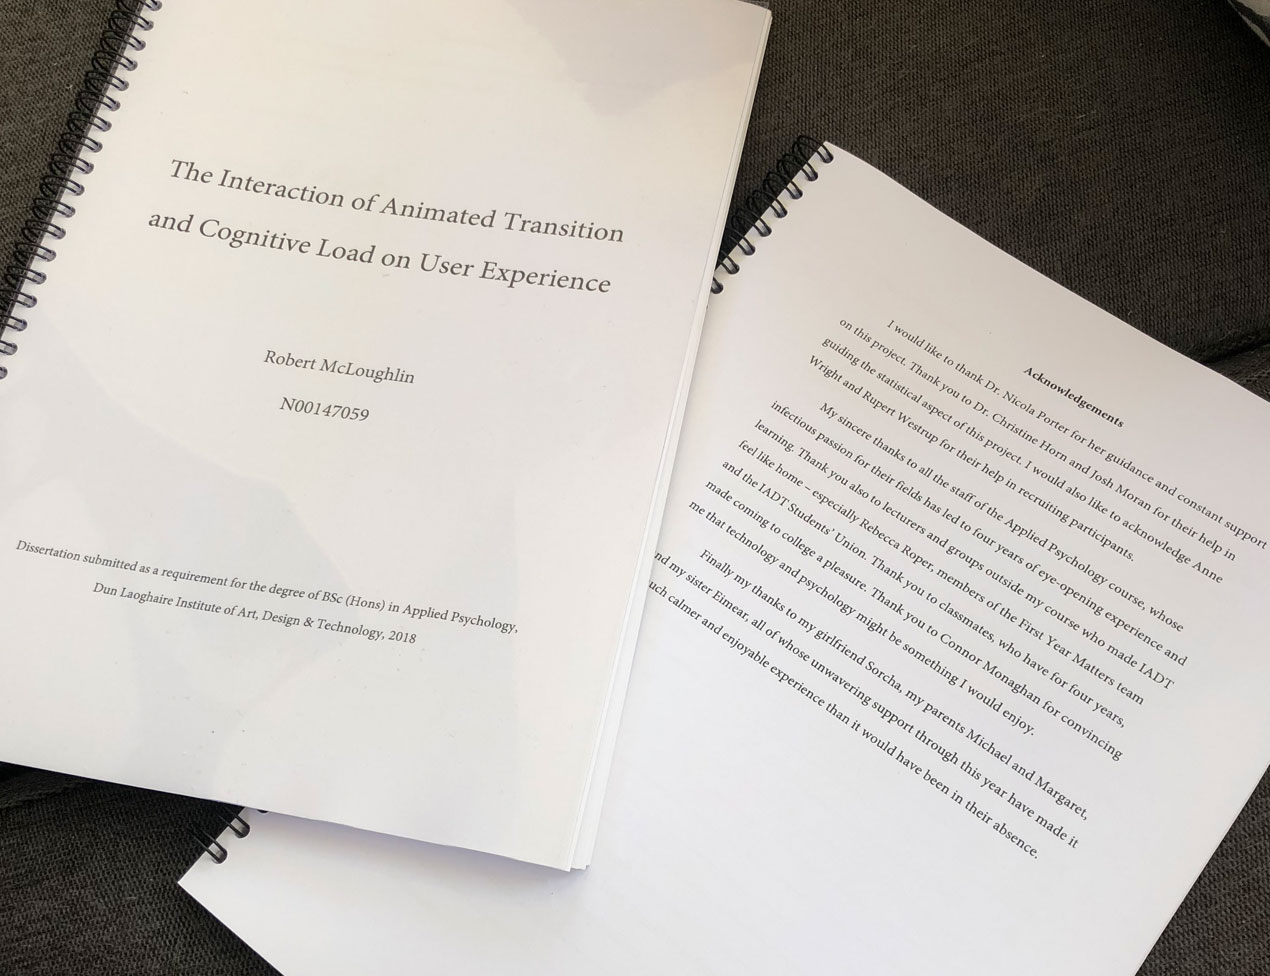 The Interaction of Animated Transition
and Cognitive Load on User Experience
Robert McLoughlin
N00147059
Dissertation submitted as a requirement for the degree of BSc (Hons) in Applied Psychology,
Dun Laoghaire Institute of Art, Design & Technology, 2018
Acknowledgements
I would like to thank Dr. Nicola Porter for her guidance and constant support
on this project. Thank you to Dr. Christine Horn and Josh Moran for their help in
guiding the statistical aspect of this project. I would also like to acknowledge Anne
Wright and Rupert Westrup for their help in recruiting participants.
My sincere thanks to all the staff of the Applied Psychology course, whose
infectious passion for their fields has led to four years of eye-opening experience and
learning. Thank you also to lecturers and groups outside my course who made IADT
feel like home – especially Rebecca Roper, members of the First Year Matters team
and the IADT Students' Union. Thank you to classmates, who have for four years,
made coming to college a pleasure. Thank you to Connor Monaghan for convincing
me that technology and psychology might be something I would enjoy.
Finally my thanks to my girlfriend Sorcha, my parents Michael and Margaret,
nd my sister Eimear, all of whose unwavering support through this year have made it
uch calmer and enjoyable experience than it would have been in their absence.